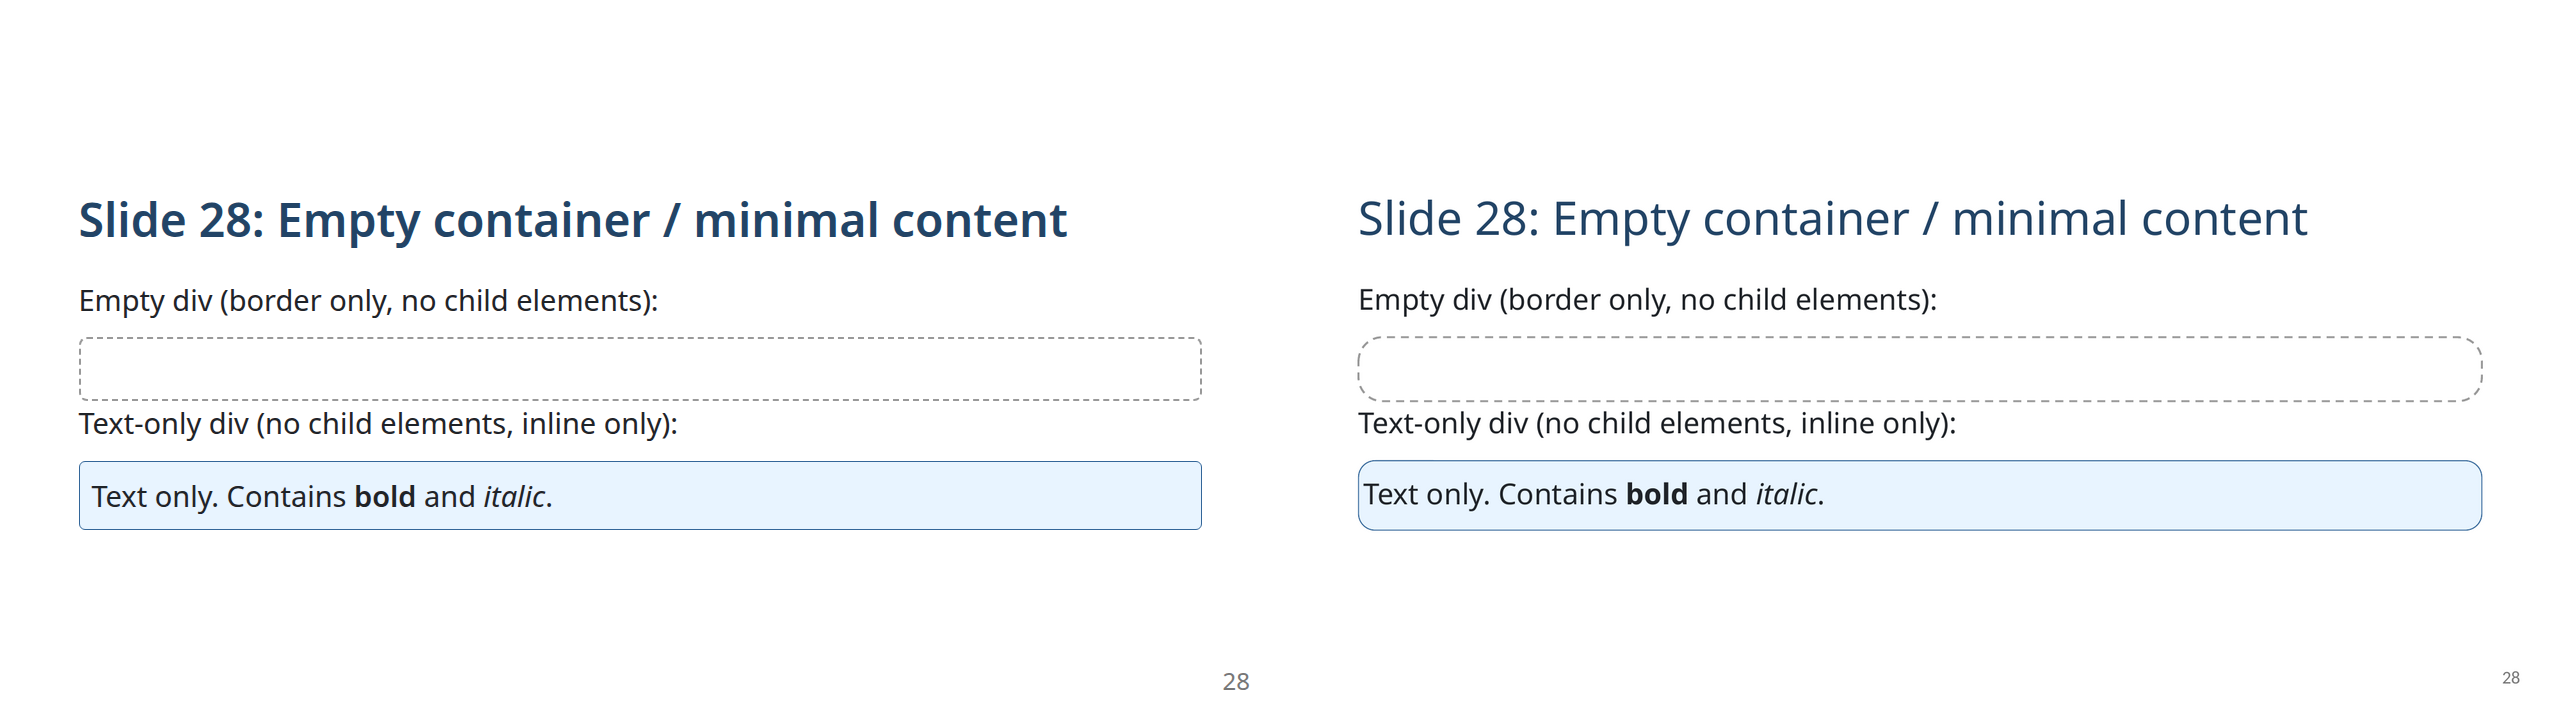 Slide 28: Empty container / minimal content
Empty div (border only, no child elements):
Text-only div (no child elements, inline only):
Text only. Contains bold and italic.
28
Slide 28: Empty container / minimal content
Empty div (border only, no child elements):
Text-only div (no child elements, inline only):
Text only. Contains bold and italic.
28